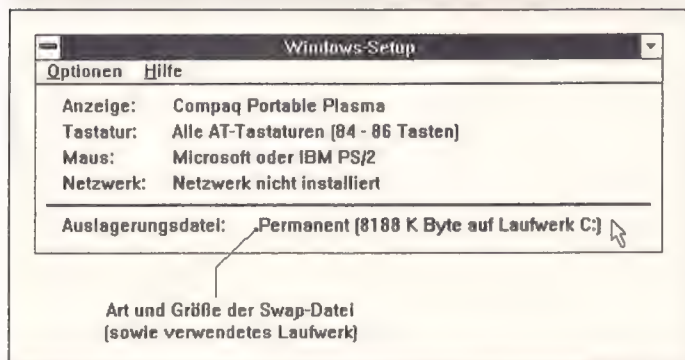 Windows-Setup
Optionen Hilfe
Anzeige: Compaq Portable Plasma
Tastatur: Alle AT-Tastaturen (84 - 86 Tasten)
Maus: Microsoft oder IBM PS/2
Netzwerk: Netzwerk nicht installiert
Auslagerungsdatei: Permanent (8188 K Byte auf Laufwerk C:)
Art und Größe der Swap-Datei
(sowie verwendetes Laufwerk)